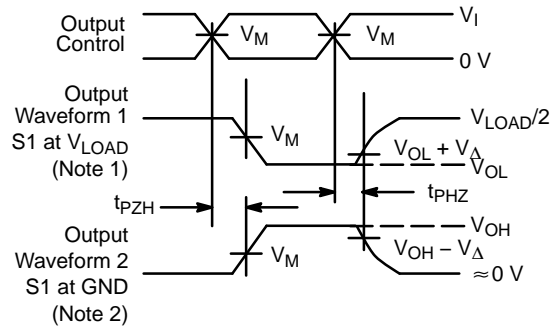 Output
Control
V_M
V_M
V_I
0 V
Output
Waveform 1
S1 at V_LOAD
(Note 1)
V_M
V_LOAD/2
V_OL + V_Δ
V_OL
t_PZH
t_PHZ
Output
Waveform 2
S1 at GND
(Note 2)
V_M
V_OH
V_OH – V_Δ
≈0 V